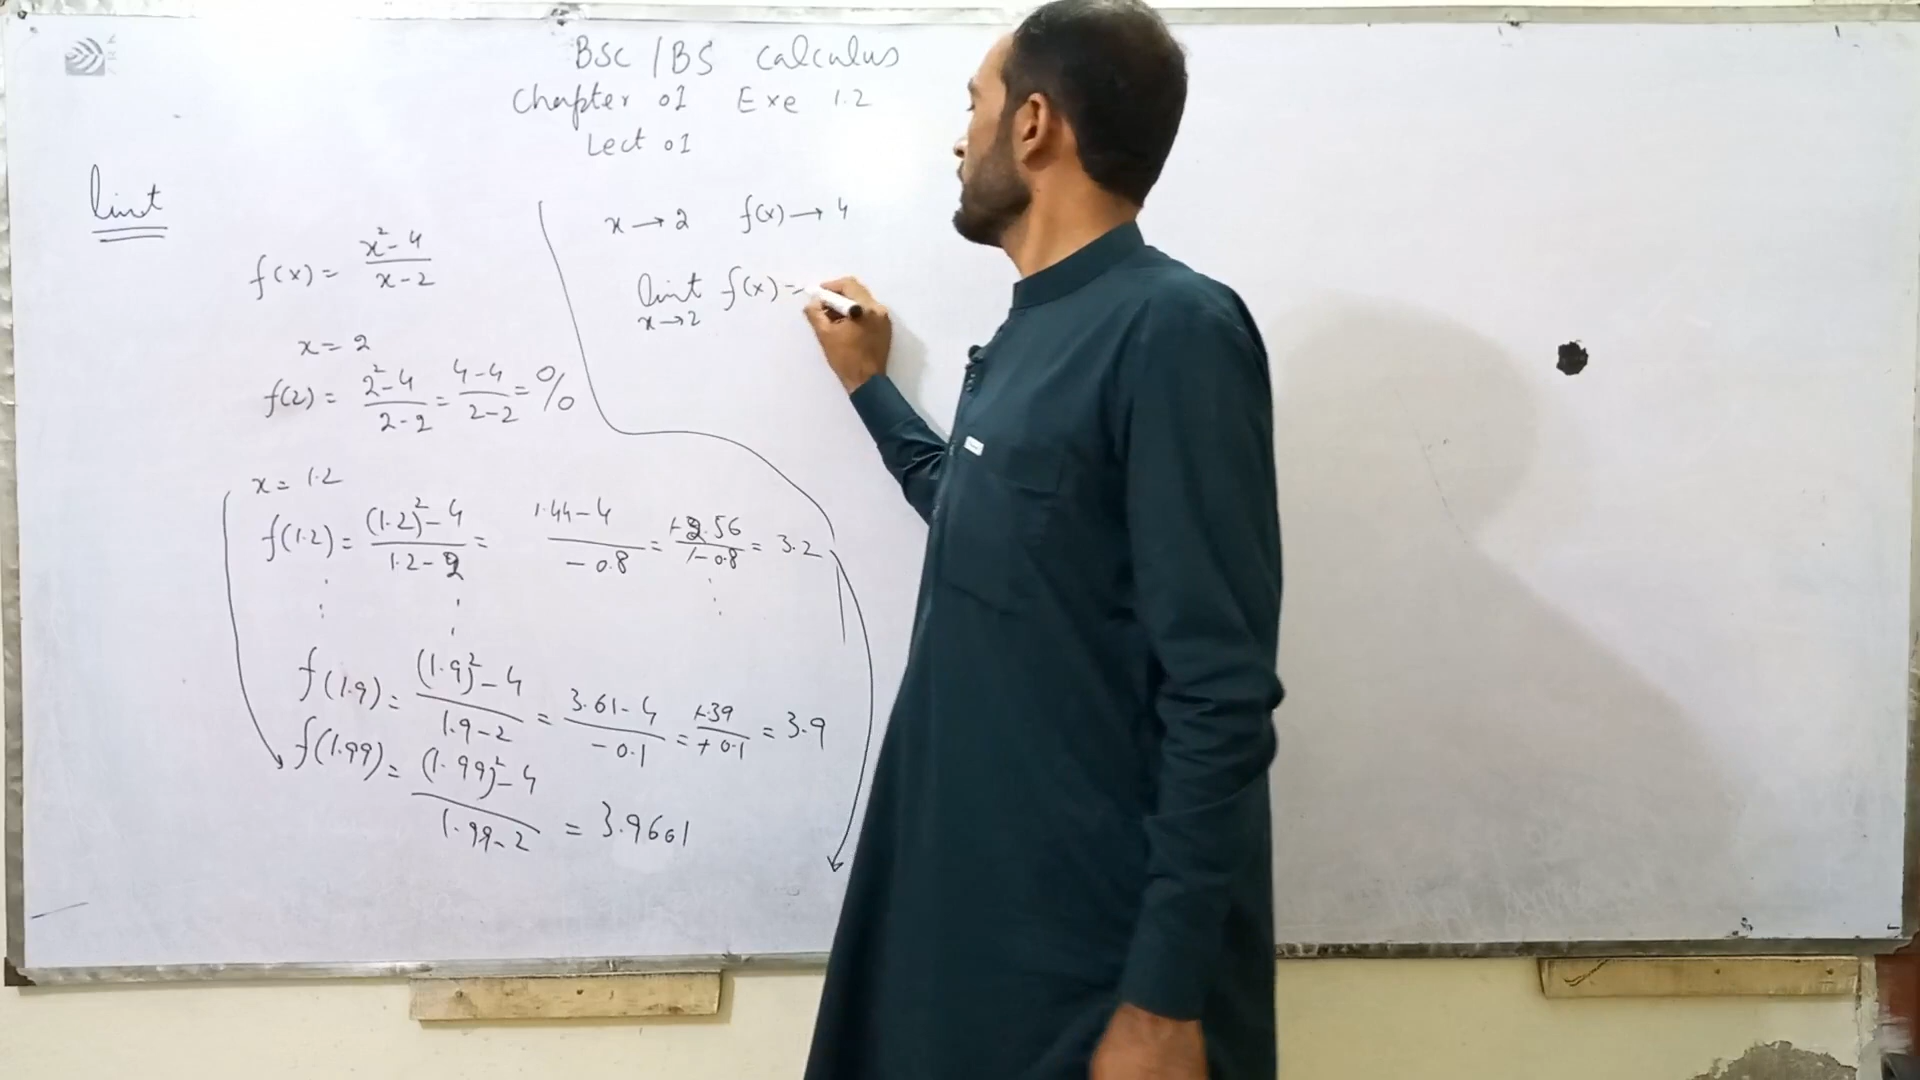 BSC / BS Calculus
Chapter 01 Exe 1.2
Lect 01
limit
f(x) = x²-4 / x-2
x = 2
f(2) = 2²-4 / 2-2 = 4-4 / 2-2 = 0/0
x = 1.2
f(1.2) = (1.2)²-4 / 1.2-2 = 1.44-4 / -0.8 = -2.56 / -0.8 = 3.2
f(1.9) = (1.9)²-4 / 1.9-2 = 3.61-4 / -0.1 = -.39 / -0.1 = 3.9
f(1.99) = (1.99)²-4 / 1.99-2 = 3.9661
x → 2 f(x) → 4
limit f(x) =
x→2